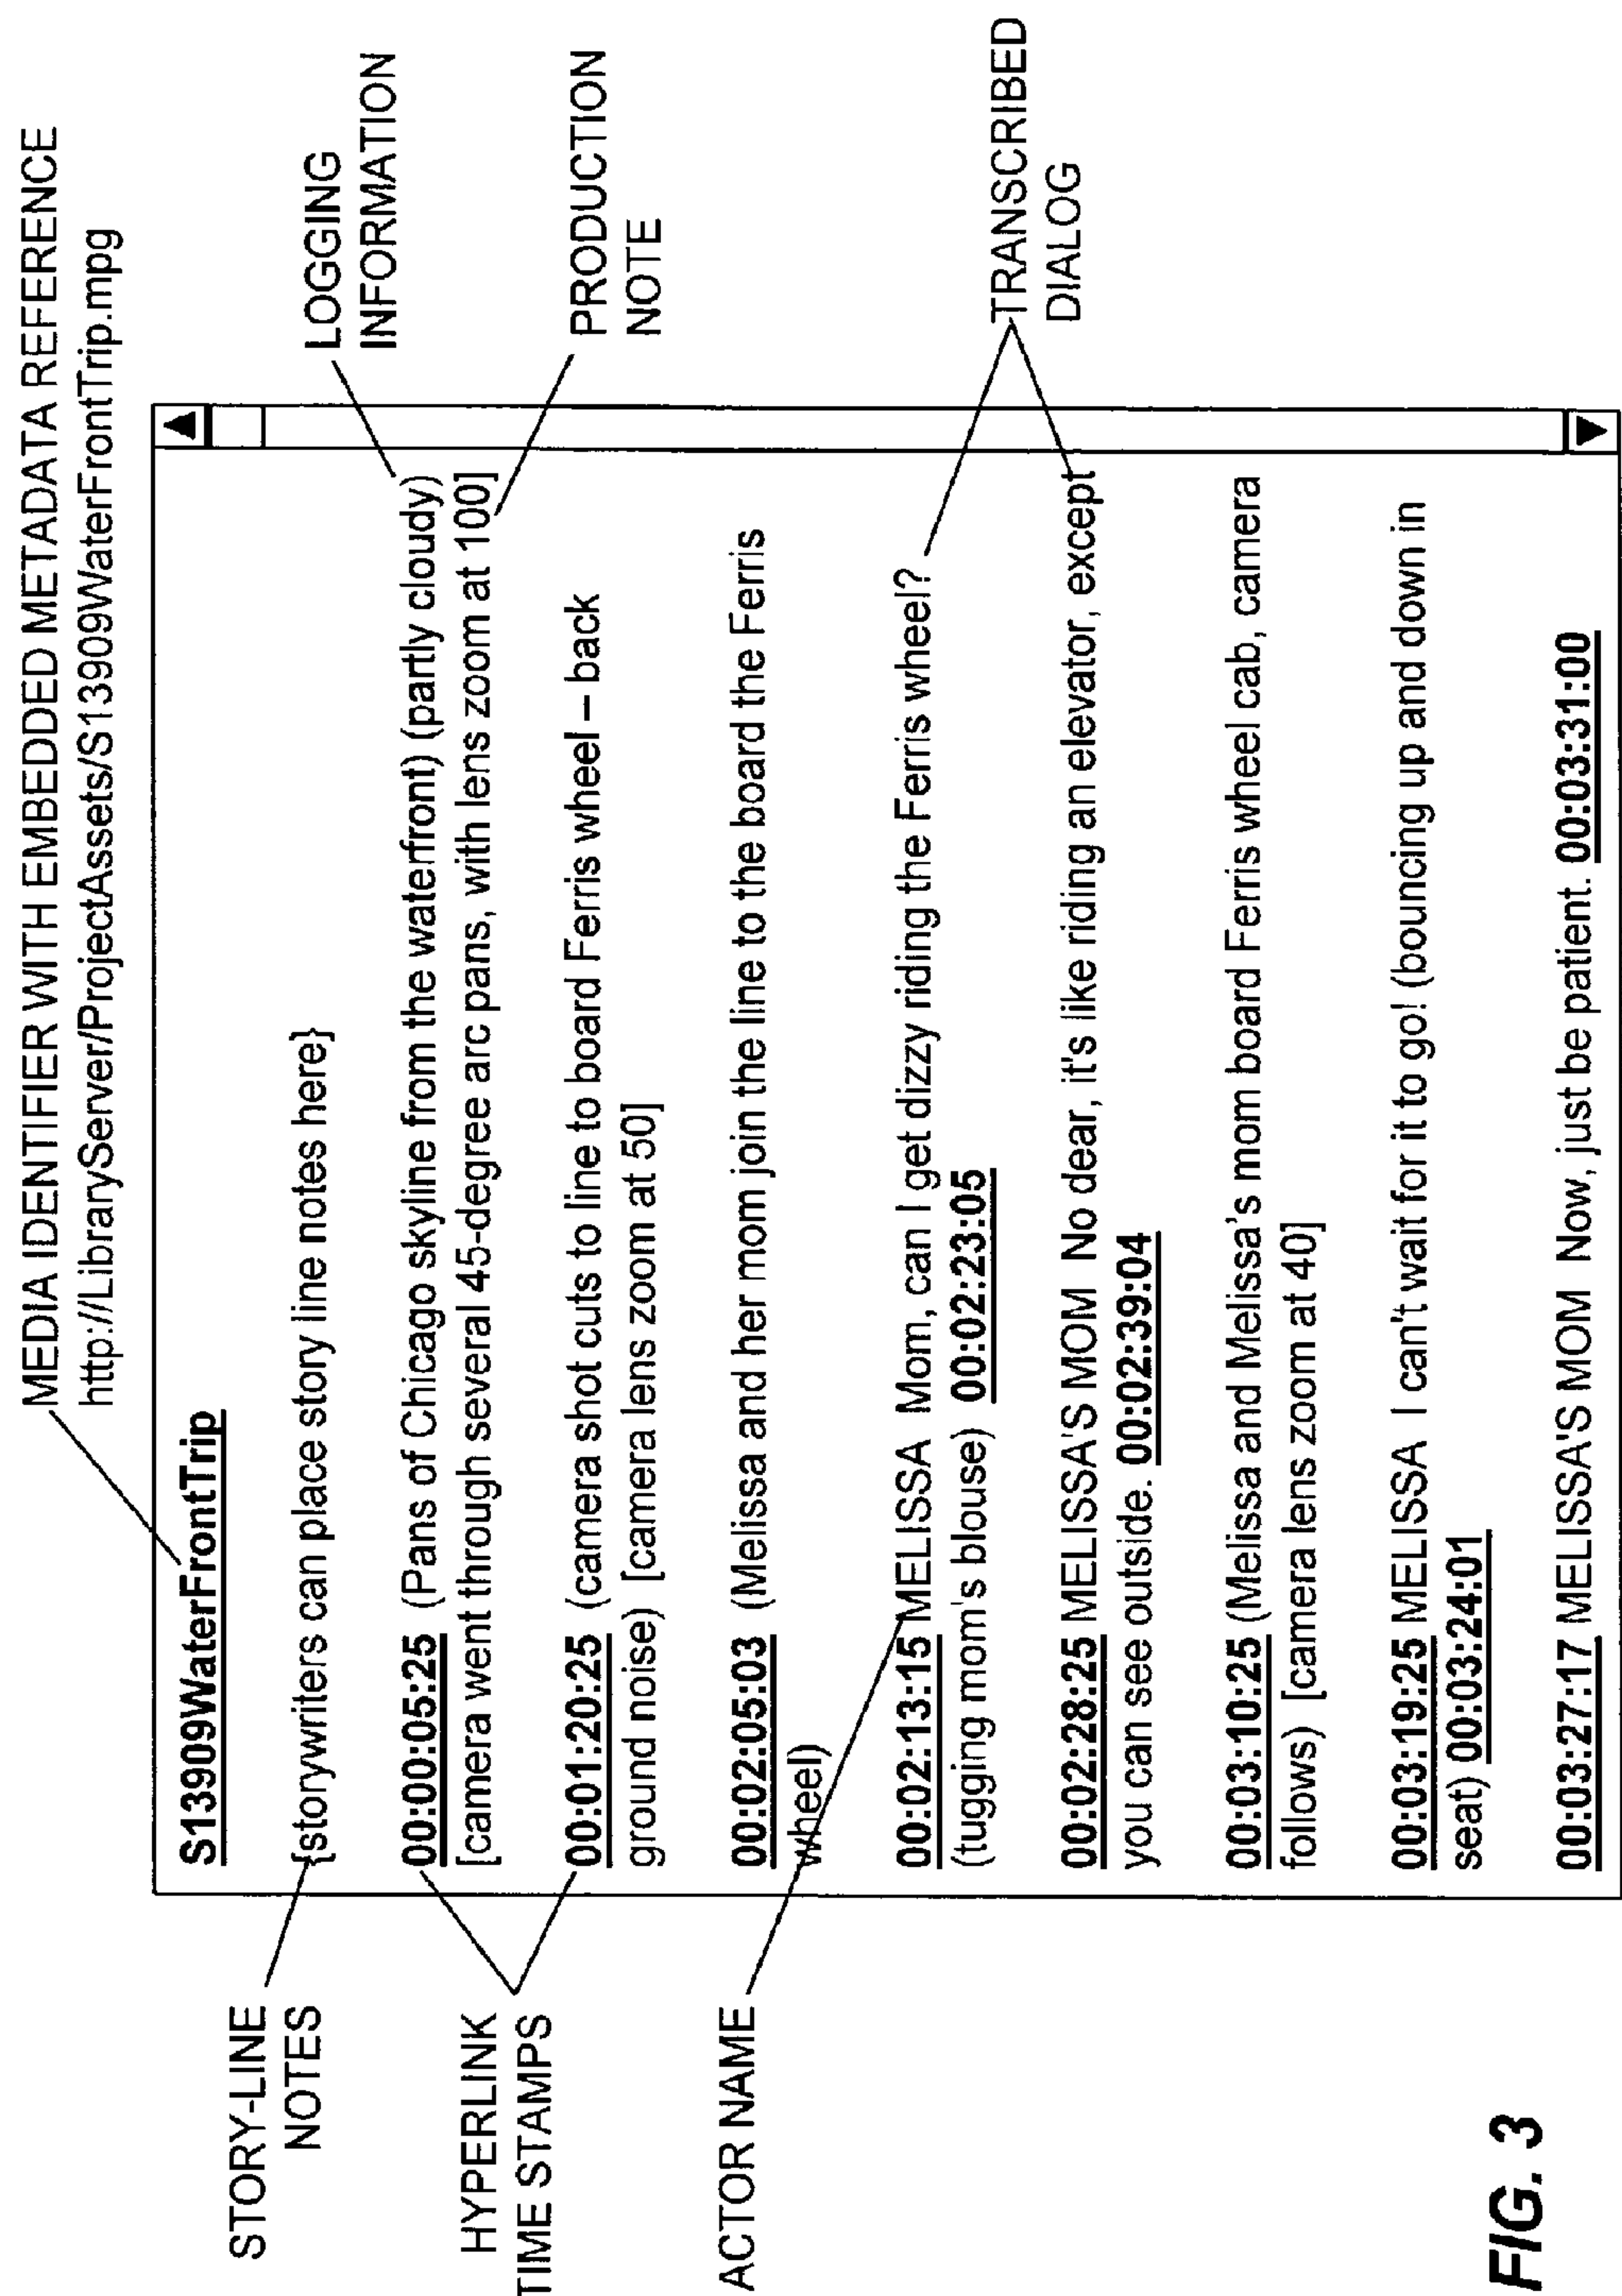 MEDIA IDENTIFIER WITH EMBEDDED METADATA REFERENCE
http://LibraryServer/ProjectAssets/S13909WaterFrontTrip.mpg
S13909WaterFrontTrip
STORY-LINE
NOTES
{storywriters can place story line notes here}
LOGGING
INFORMATION
HYPERLINK
TIME STAMPS
00:00:05:25 (Pans of Chicago skyline from the waterfront) (partly cloudy)
[camera went through several 45-degree arc pans, with lens zoom at 100]
PRODUCTION
NOTE
00:01:20:25 (camera shot cuts to line to board Ferris wheel – back
ground noise) [camera lens zoom at 50]
00:02:05:03 (Melissa and her mom join the line to the board the Ferris
wheel)
ACTOR NAME
00:02:13:15 MELISSA Mom, can I get dizzy riding the Ferris wheel?
(tugging mom's blouse) 00:02:23:05
TRANSCRIBED
DIALOG
00:02:28:25 MELISSA'S MOM No dear, it's like riding an elevator, except
you can see outside. 00:02:39:04
00:03:10:25 (Melissa and Melissa's mom board Ferris wheel cab, camera
follows) [camera lens zoom at 40]
00:03:19:25 MELISSA I can't wait for it to go! (bouncing up and down in
seat) 00:03:24:01
00:03:27:17 MELISSA'S MOM Now, just be patient. 00:03:31:00
FIG. 3